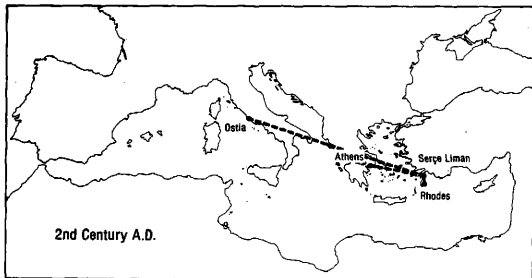 Ostia
Athens
Serçe Liman
Rhodes
2nd Century A.D.